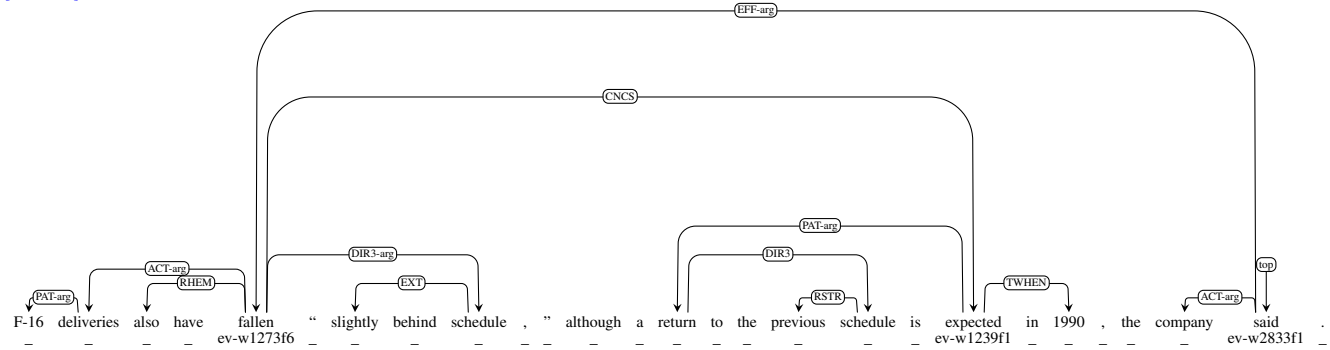 EFF-arg
CNCS
PAT-arg
DIR3-arg DIR3
ACT-arg top
RHEM EXT TWHEN
PAT-arg RSTR ACT-arg
F-16 deliveries also have fallen “ slightly behind schedule , ” although a return to the previous schedule is expected in 1990 , the company said .
_ _ _ _ ev-w1273f6 _ _ _ _ _ _ _ _ _ _ _ _ _ _ ev-w1239f1 _ _ _ _ _ ev-w2833f1 _